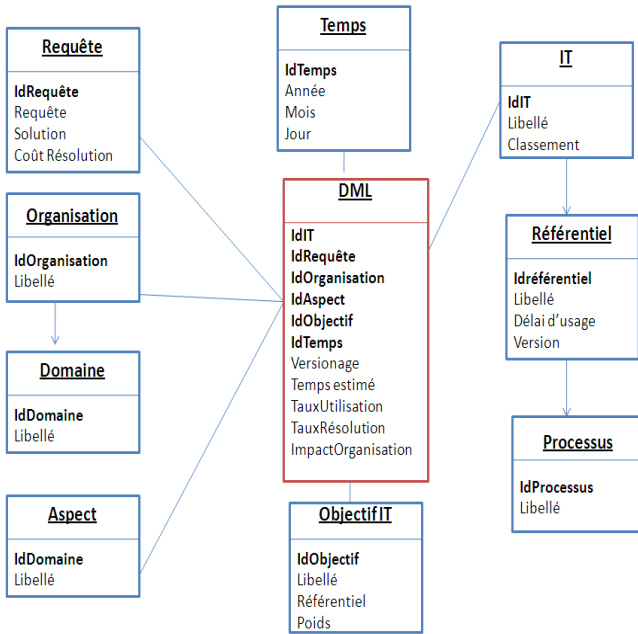 Requête
IdRequête
Requête
Solution
Coût Résolution
Temps
IdTemps
Année
Mois
Jour
IT
IdIT
Libellé
Classement
Organisation
IdOrganisation
Libellé
DML
IdIT
IdRequête
IdOrganisation
IdAspect
IdObjectif
IdTemps
Versionage
Temps estimé
TauxUtilisation
TauxRésolution
ImpactOrganisation
Référentiel
Idréférentiel
Libellé
Délai d'usage
Version
Domaine
IdDomaine
Libellé
Processus
IdProcessus
Libellé
Aspect
IdDomaine
Libellé
Objectif IT
IdObjectif
Libellé
Référentiel
Poids